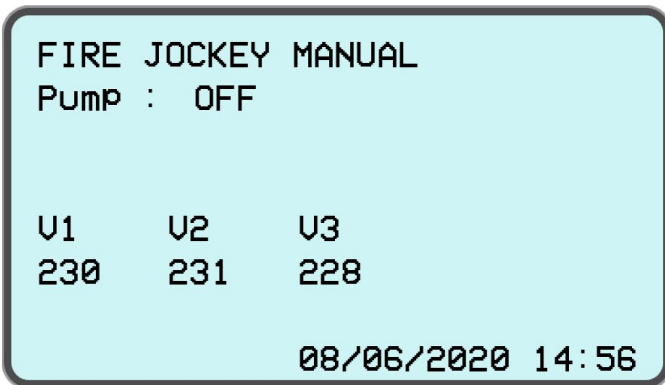 FIRE JOCKEY MANUAL
Pump : OFF
V1 V2 V3
230 231 228
08/06/2020 14:56